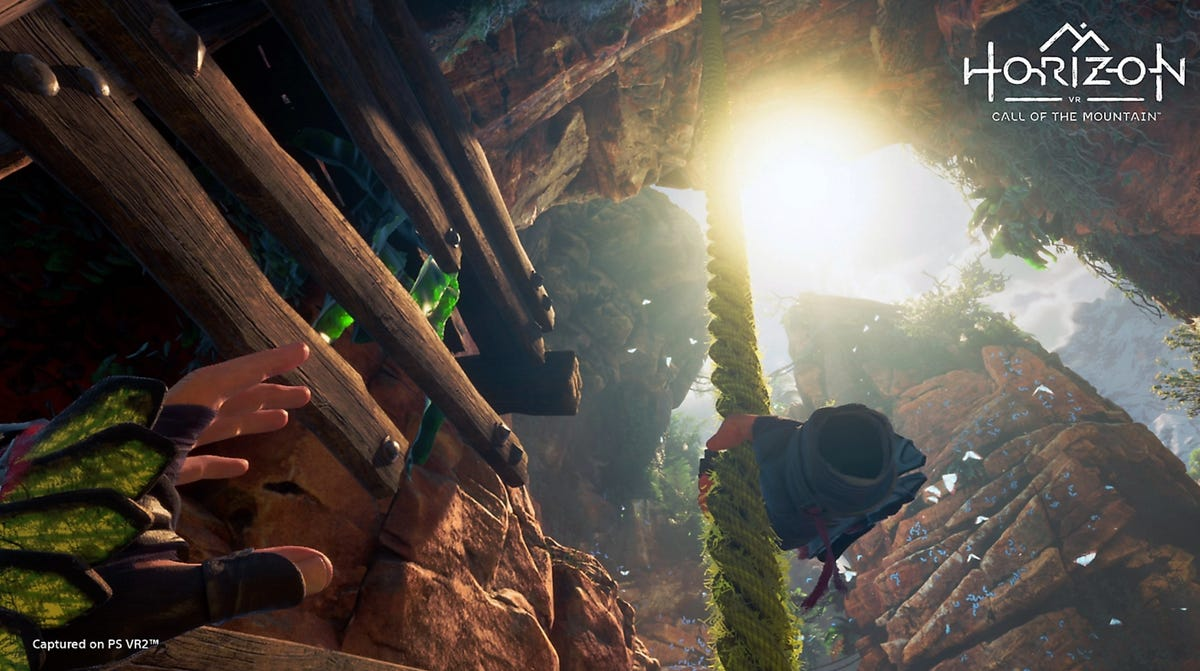 HORIZON
VR
CALL OF THE MOUNTAIN™
Captured on PS VR2™